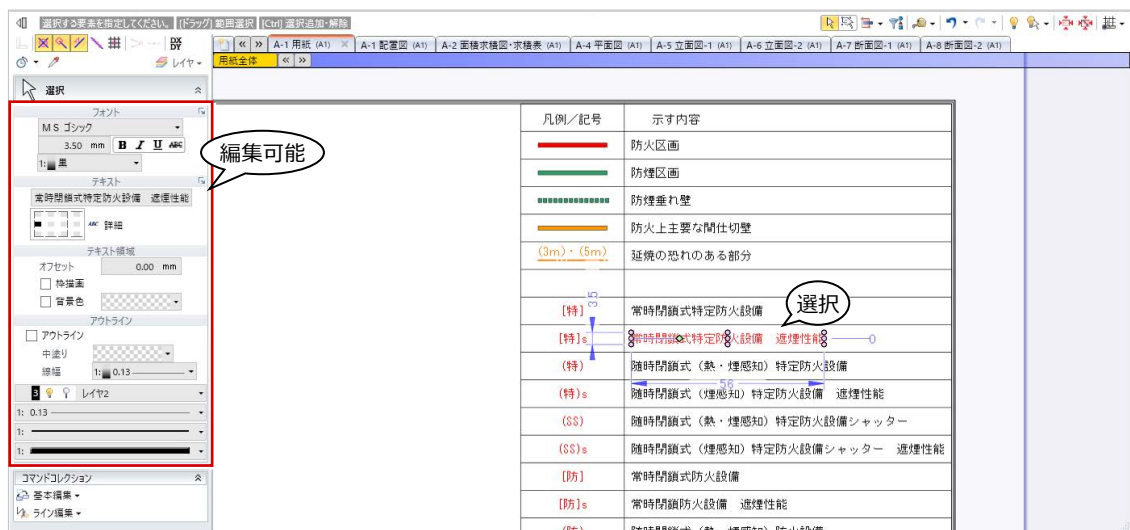 選択する要素を指定してください。[ドラッグ] 範囲選択 [Ctrl] 選択追加・解除
A-1 用紙 (A1)
A-1 配置図 (A1)
A-2 面積求積図・求積表 (A1)
A-4 平面図 (A1)
A-5 立面図-1 (A1)
A-6 立面図-2 (A1)
A-7 断面図-1 (A1)
A-8 断面図-2 (A1)
レイヤ
用紙全体
選択
フォント
ＭＳ ゴシック
3.50 mm B I U ABC
1: 黒
テキスト
常時閉鎖式特定防火設備　遮煙性能
ABC 詳細
テキスト領域
オフセット 0.00 mm
枠描画
背景色
アウトライン
アウトライン
中塗り
線幅 1: 0.13
3 レイヤ2
1: 0.13
1:
1:
コマンドコレクション
基本編集
ライン編集
編集可能
選択
凡例／記号 示す内容
防火区画
防煙区画
防煙垂れ壁
防火上主要な間仕切壁
(3m)・(5m) 延焼の恐れのある部分
3.5
[特] 常時閉鎖式特定防火設備
[特]s 常時閉鎖式特定防火設備　遮煙性能 0
(特) 随時閉鎖式（熱・煙感知）特定防火設備
56
(特)s 随時閉鎖式（煙感知）特定防火設備　遮煙性能
(SS) 随時閉鎖式（熱・煙感知）特定防火設備シャッター
(SS)s 随時閉鎖式（煙感知）特定防火設備シャッター　遮煙性能
[防] 常時閉鎖式防火設備
[防]s 常時閉鎖防火設備　遮煙性能